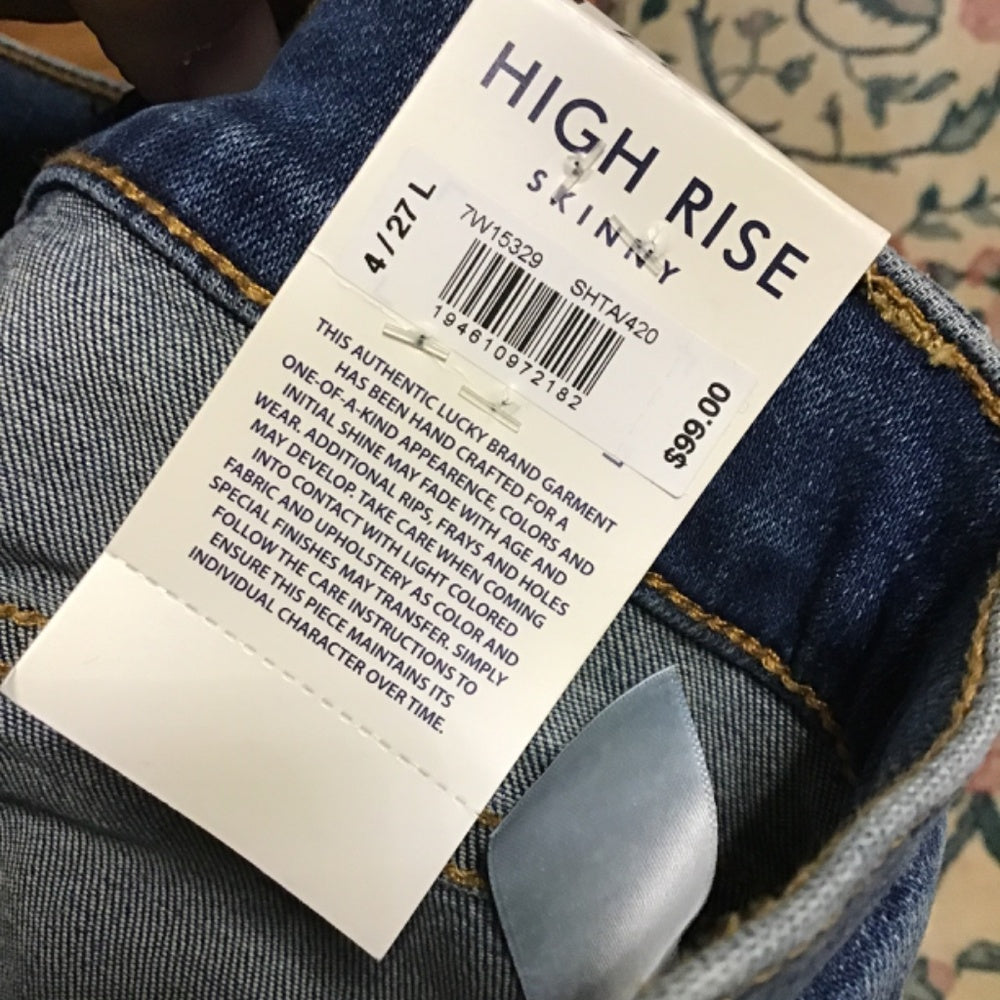 HIGH RISE
SKINNY
4 / 27 L
7W15329 SHTA/420
194610972182
$99.00
THIS AUTHENTIC LUCKY BRAND GARMENT
HAS BEEN HAND CRAFTED FOR A
ONE-OF-A-KIND APPEARENCE. COLORS AND
INITIAL SHINE MAY FADE WITH AGE AND
WEAR. ADDITIONAL RIPS, FRAYS AND HOLES
MAY DEVELOP. TAKE CARE WHEN COMING
INTO CONTACT WITH LIGHT COLORED
FABRIC AND UPHOLSTERY AS COLOR AND
SPECIAL FINISHES MAY TRANSFER. SIMPLY
FOLLOW THE CARE INSTRUCTIONS TO
ENSURE THIS PIECE MAINTAINS ITS
INDIVIDUAL CHARACTER OVER TIME.